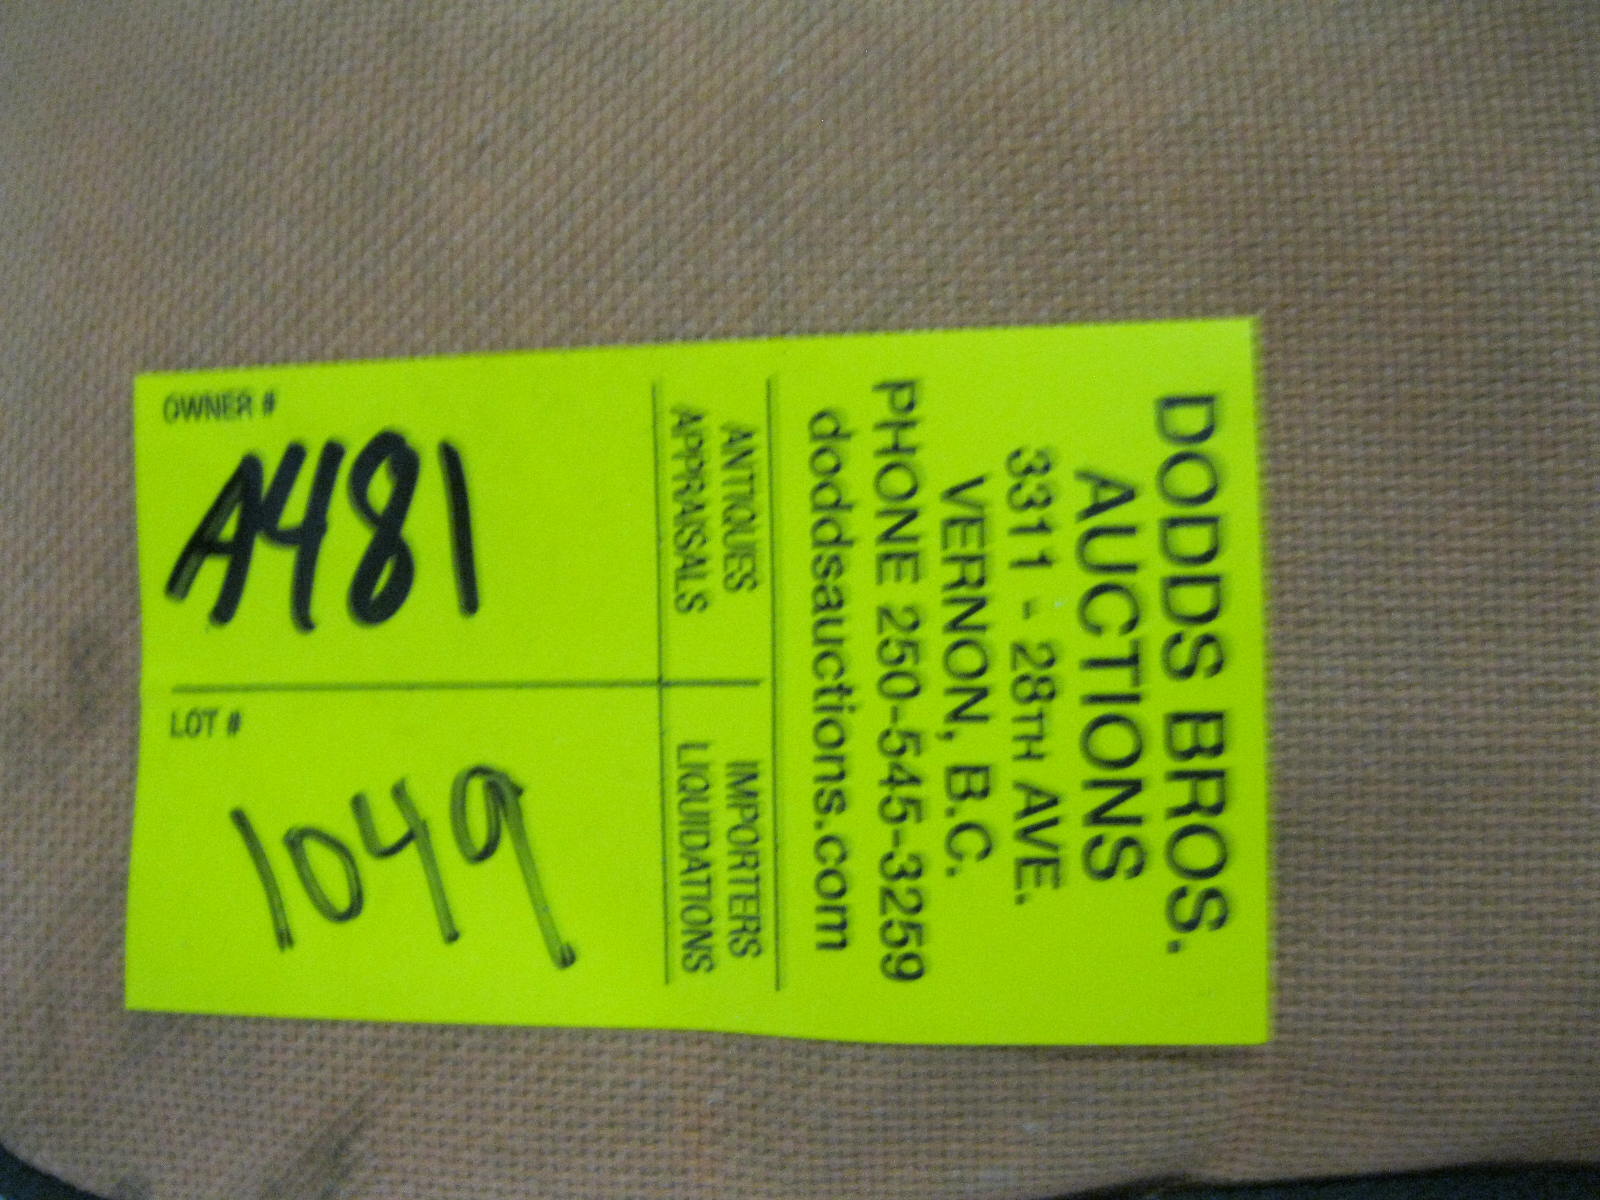 DODDS BROS.
AUCTIONS
3311 - 28TH AVE.
VERNON, B.C.
PHONE 250-545-3259
doddsauctions.com
ANTIQUES
APPRAISALS
IMPORTERS
LIQUIDATIONS
OWNER #
A481
LOT #
1049